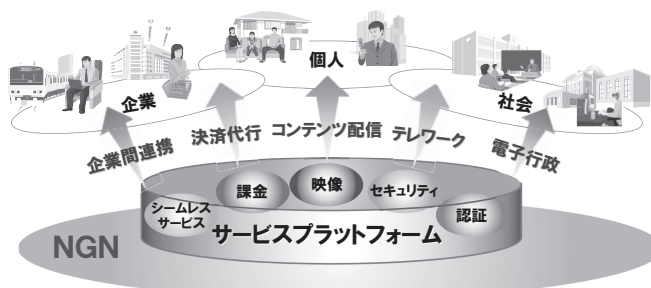 個人
企業
社会
企業間連携
決済代行
コンテンツ配信
テレワーク
電子行政
シームレス
サービス
課金
映像
セキュリティ
認証
サービスプラットフォーム
NGN